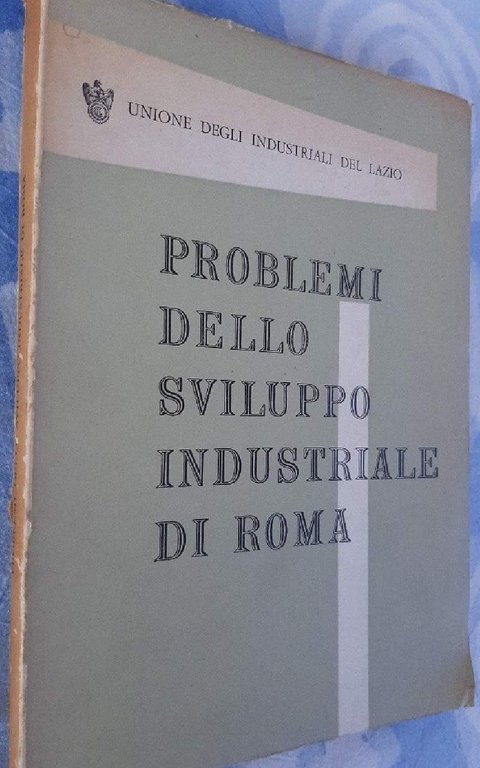 UNIONE DEGLI INDUSTRIALI DEL LAZIO
PROBLEMI
DELLO
SVILUPPO
INDUSTRIALE
DI ROMA